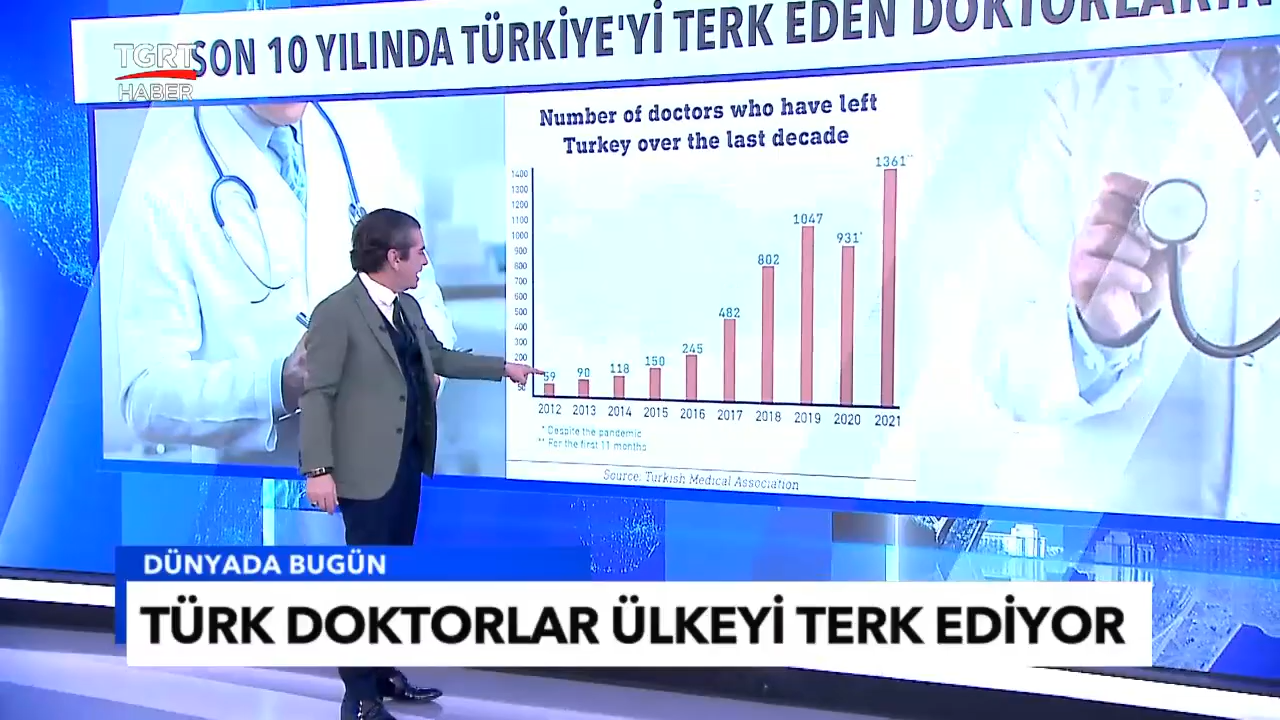 SON 10 YILINDA TÜRKİYE'Yİ TERK EDEN DOKTORLARIN
TGRT
HABER
Number of doctors who have left
Turkey over the last decade
1400
1300
1200
1100
1000
900
800
700
600
500
400
300
200
50
59
90
118
150
245
482
802
1047
931*
1361**
2012 2013 2014 2015 2016 2017 2018 2019 2020 2021
* Despite the pandemic
** For the first 11 months
Source: Turkish Medical Association
DÜNYADA BUGÜN
TÜRK DOKTORLAR ÜLKEYİ TERK EDİYOR